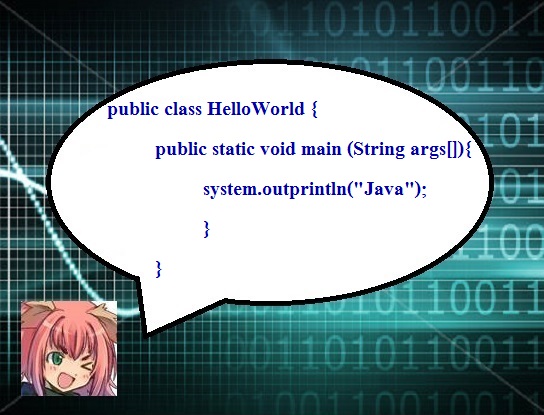 public class HelloWorld {
public static void main (String args[]){
system.outprintln("Java");
}
}